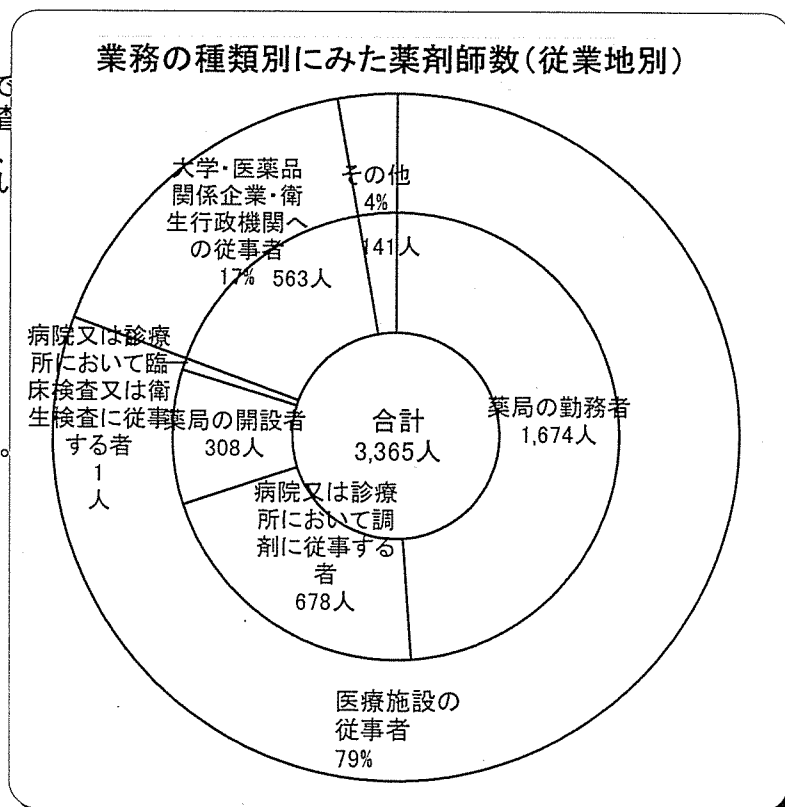 業務の種類別にみた薬剤師数(従業地別)
大学・医薬品
関係企業・衛
生行政機関へ
の従事者
17% 563人
その他
4%
141人
病院又は診療
所において臨
床検査又は衛
生検査に従事
する者
1
人
薬局の開設者
308人
合計
3,365人
薬局の勤務者
1,674人
病院又は診療
所において調
剤に従事する
者
678人
医療施設の
従事者
79%